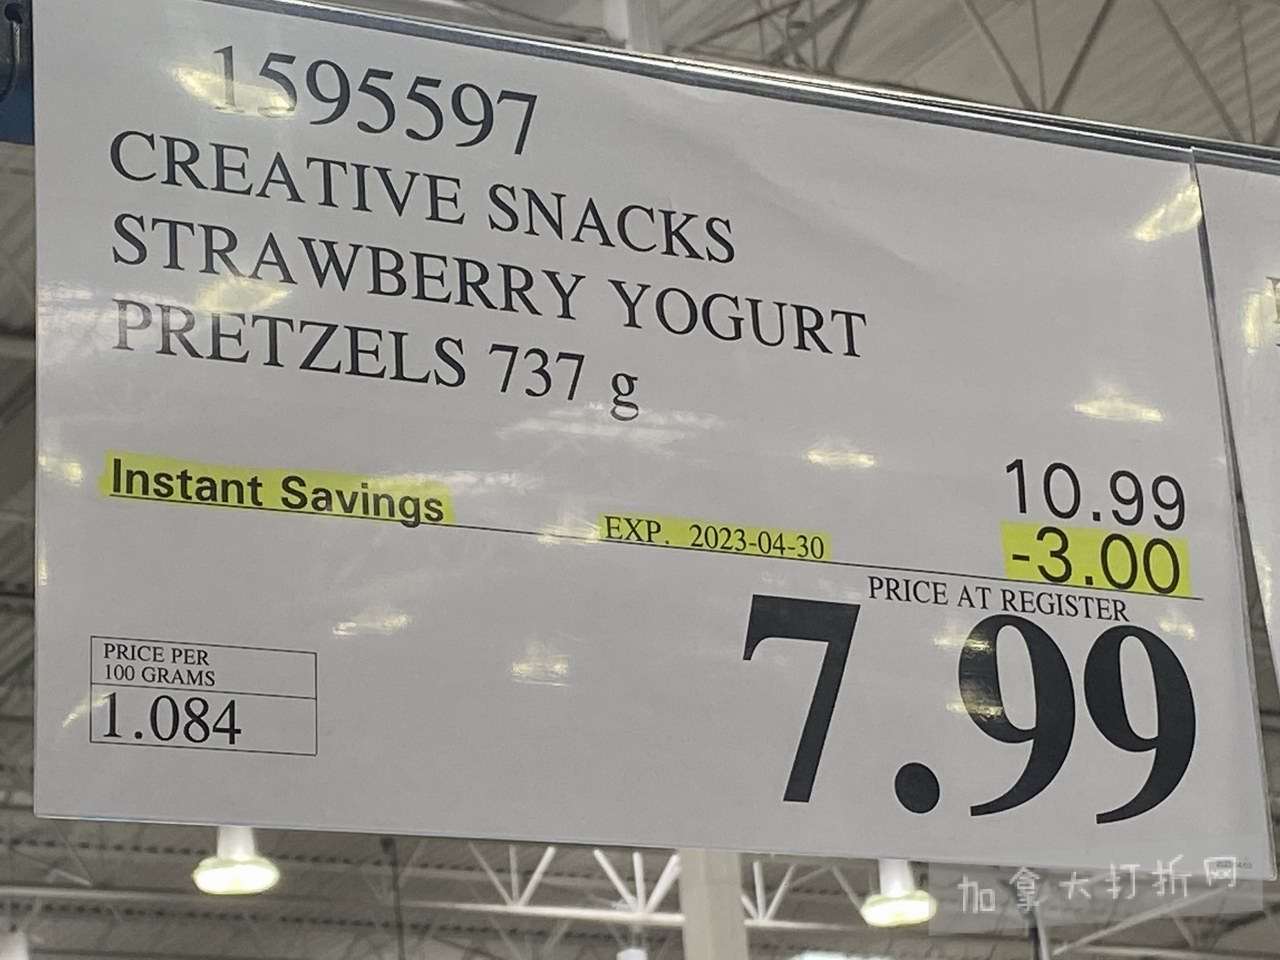 1595597
CREATIVE SNACKS
STRAWBERRY YOGURT
PRETZELS 737 g
Instant Savings
EXP. 2023-04-30
10.99
-3.00
PRICE AT REGISTER
7.99
PRICE PER
100 GRAMS
1.084
加拿大打折网